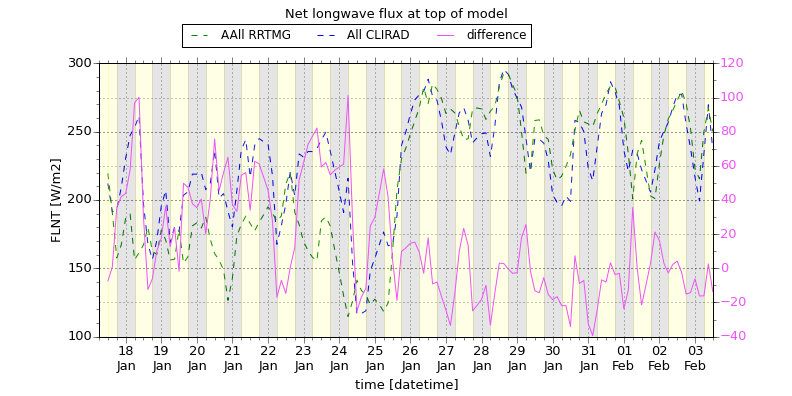 Net longwave flux at top of model
AAll RRTMG All CLIRAD difference
300
250
200
150
100
FLNT [W/m2]
120
100
80
60
40
20
0
−20
−40
18 19 20 21 22 23 24 25 26 27 28 29 30 31 01 02 03
Jan Jan Jan Jan Jan Jan Jan Jan Jan Jan Jan Jan Jan Jan Feb Feb Feb
time [datetime]